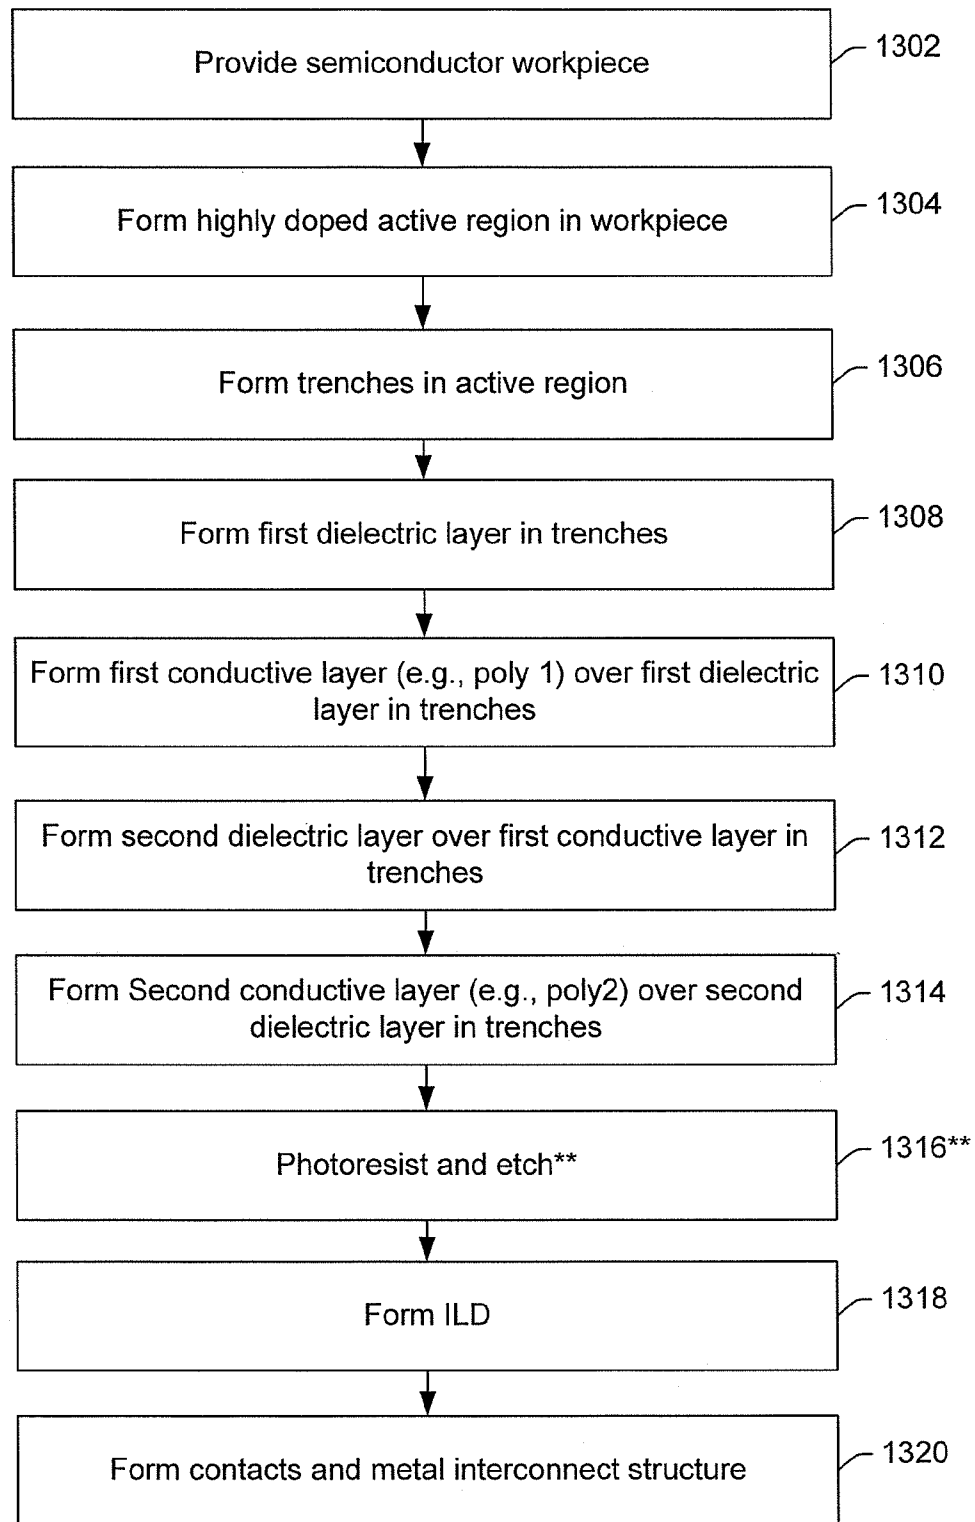 Provide semiconductor workpiece
1302
Form highly doped active region in workpiece
1304
Form trenches in active region
1306
Form first dielectric layer in trenches
1308
Form first conductive layer (e.g., poly 1) over first dielectric
layer in trenches
1310
Form second dielectric layer over first conductive layer in
trenches
1312
Form Second conductive layer (e.g., poly2) over second
dielectric layer in trenches
1314
Photoresist and etch**
1316**
Form ILD
1318
Form contacts and metal interconnect structure
1320